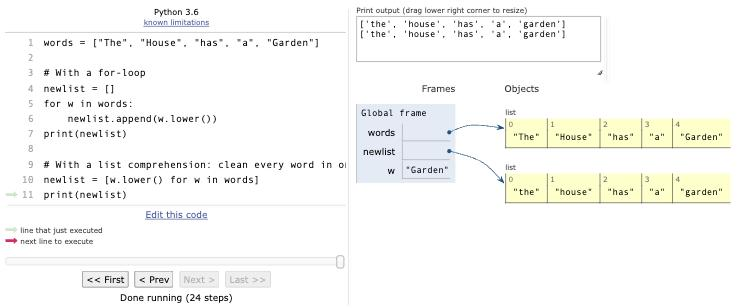 Python 3.6
known limitations
1 words = ["The", "House", "has", "a", "Garden"]
2
3 # With a for-loop
4 newlist = []
5 for w in words:
6 newlist.append(w.lower())
7 print(newlist)
8
9 # With a list comprehension: clean every word in o
10 newlist = [w.lower() for w in words]
11 print(newlist)
Edit this code
line that just executed
next line to execute
<< First < Prev Next > Last >>
Done running (24 steps)
Print output (drag lower right corner to resize)
['the', 'house', 'has', 'a', 'garden']
['the', 'house', 'has', 'a', 'garden']
Frames Objects
Global frame
words
newlist
w "Garden"
list
0 1 2 3 4
"The" "House" "has" "a" "Garden"
list
0 1 2 3 4
"the" "house" "has" "a" "garden"